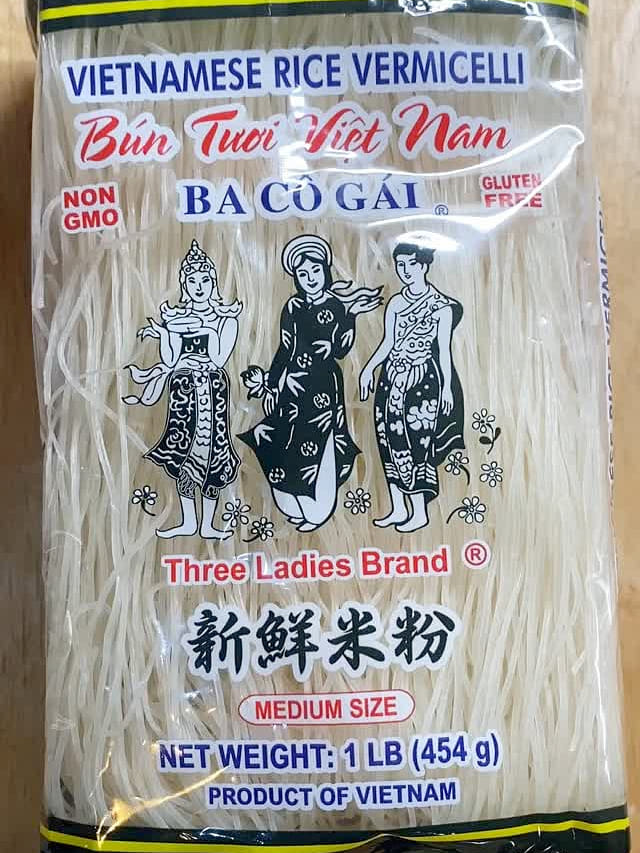 VIETNAMESE RICE VERMICELLI
Bún Tươi Việt Nam
NON
GMO
BA CÔ GÁI ®
GLUTEN
FREE
Three Ladies Brand ®
新鮮米粉
MEDIUM SIZE
NET WEIGHT: 1 LB (454 g)
PRODUCT OF VIETNAM